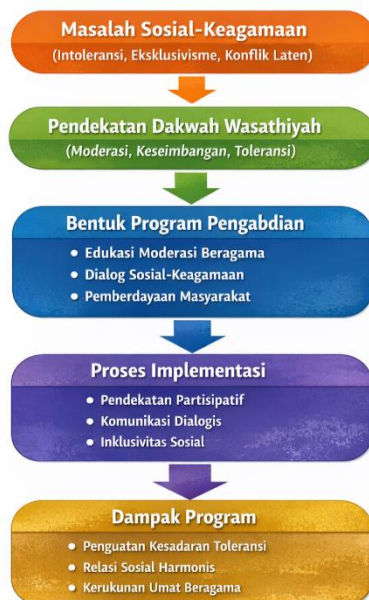 Masalah Sosial-Keagamaan
(Intoleransi, Eksklusivisme, Konflik Laten)
Pendekatan Dakwah Wasathiyah
(Moderasi, Keseimbangan, Toleransi)
Bentuk Program Pengabdian
• Edukasi Moderasi Beragama
• Dialog Sosial-Keagamaan
• Pemberdayaan Masyarakat
Proses Implementasi
• Pendekatan Partisipatif
• Komunikasi Dialogis
• Inklusivitas Sosial
Dampak Program
• Penguatan Kesadaran Toleransi
• Relasi Sosial Harmonis
• Kerukunan Umat Beragama